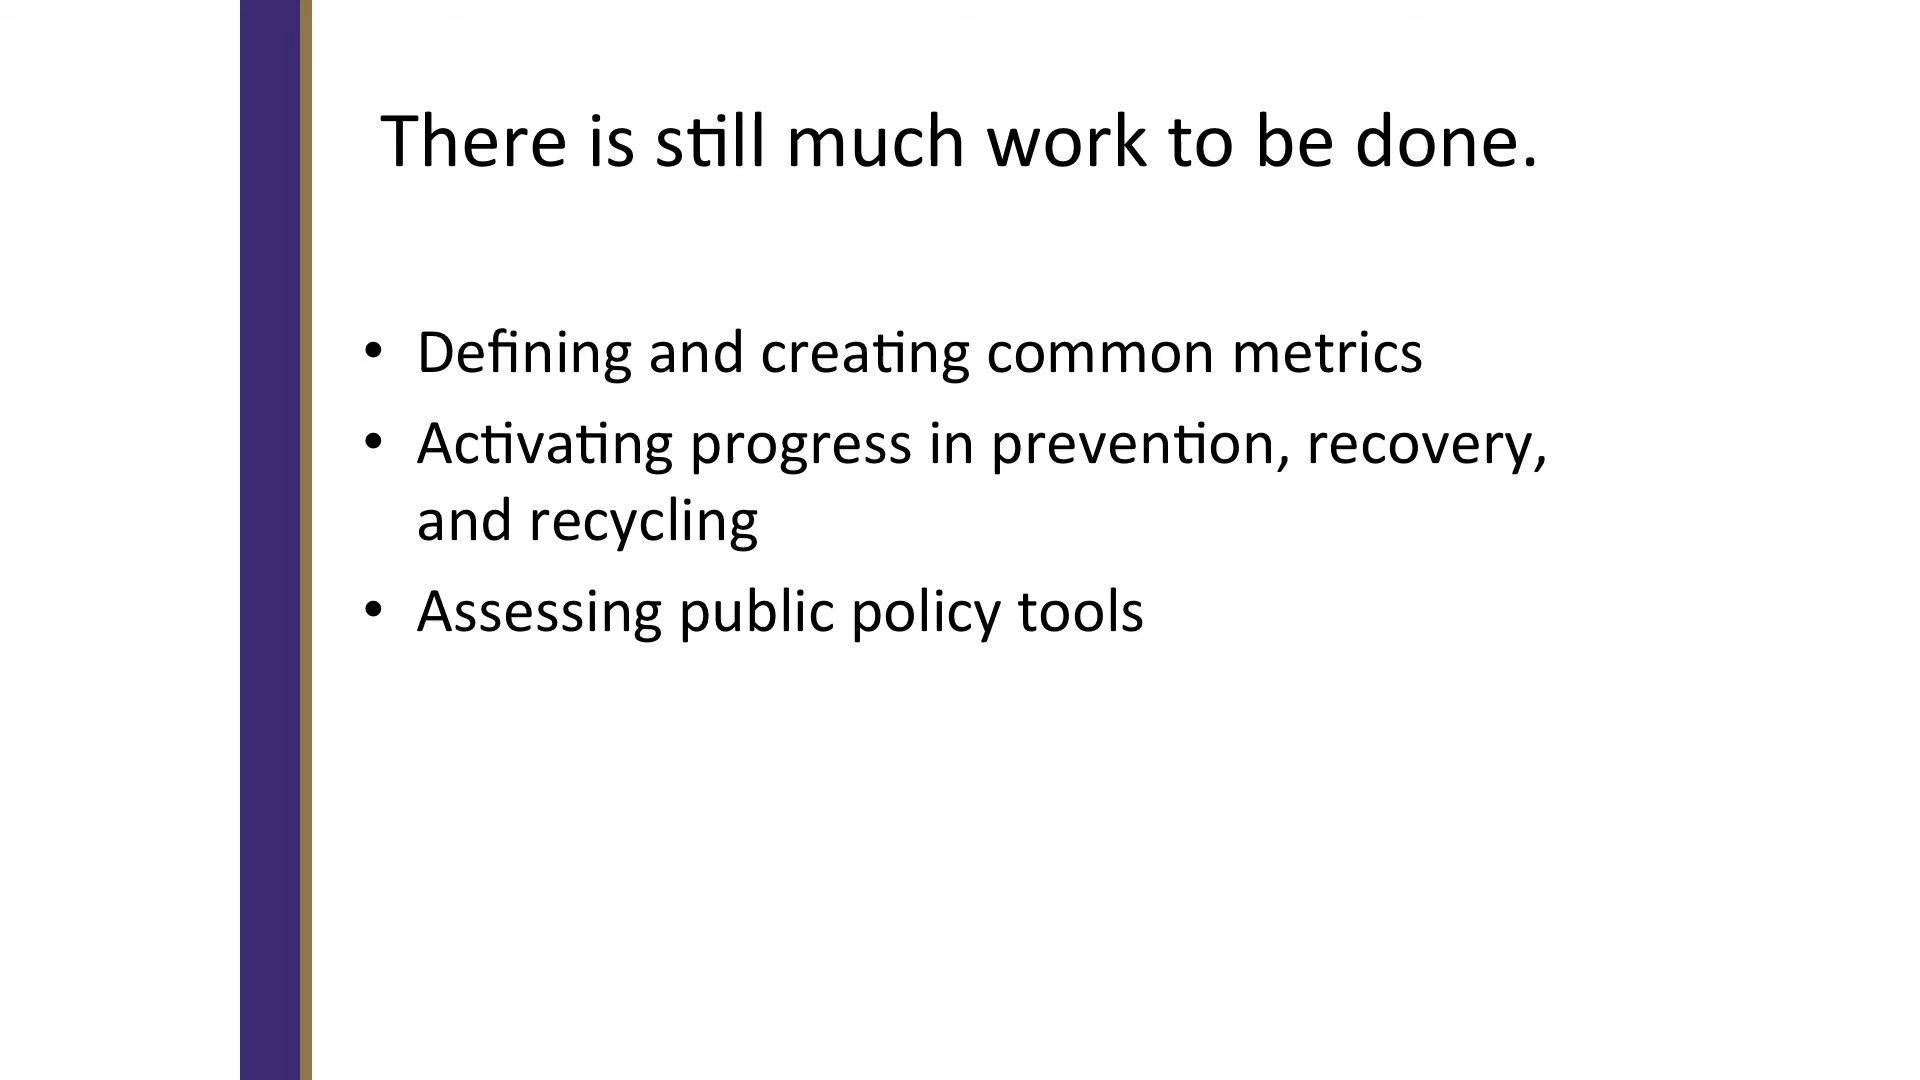 There is still much work to be done.
• Defining and creating common metrics
• Activating progress in prevention, recovery,
and recycling
• Assessing public policy tools